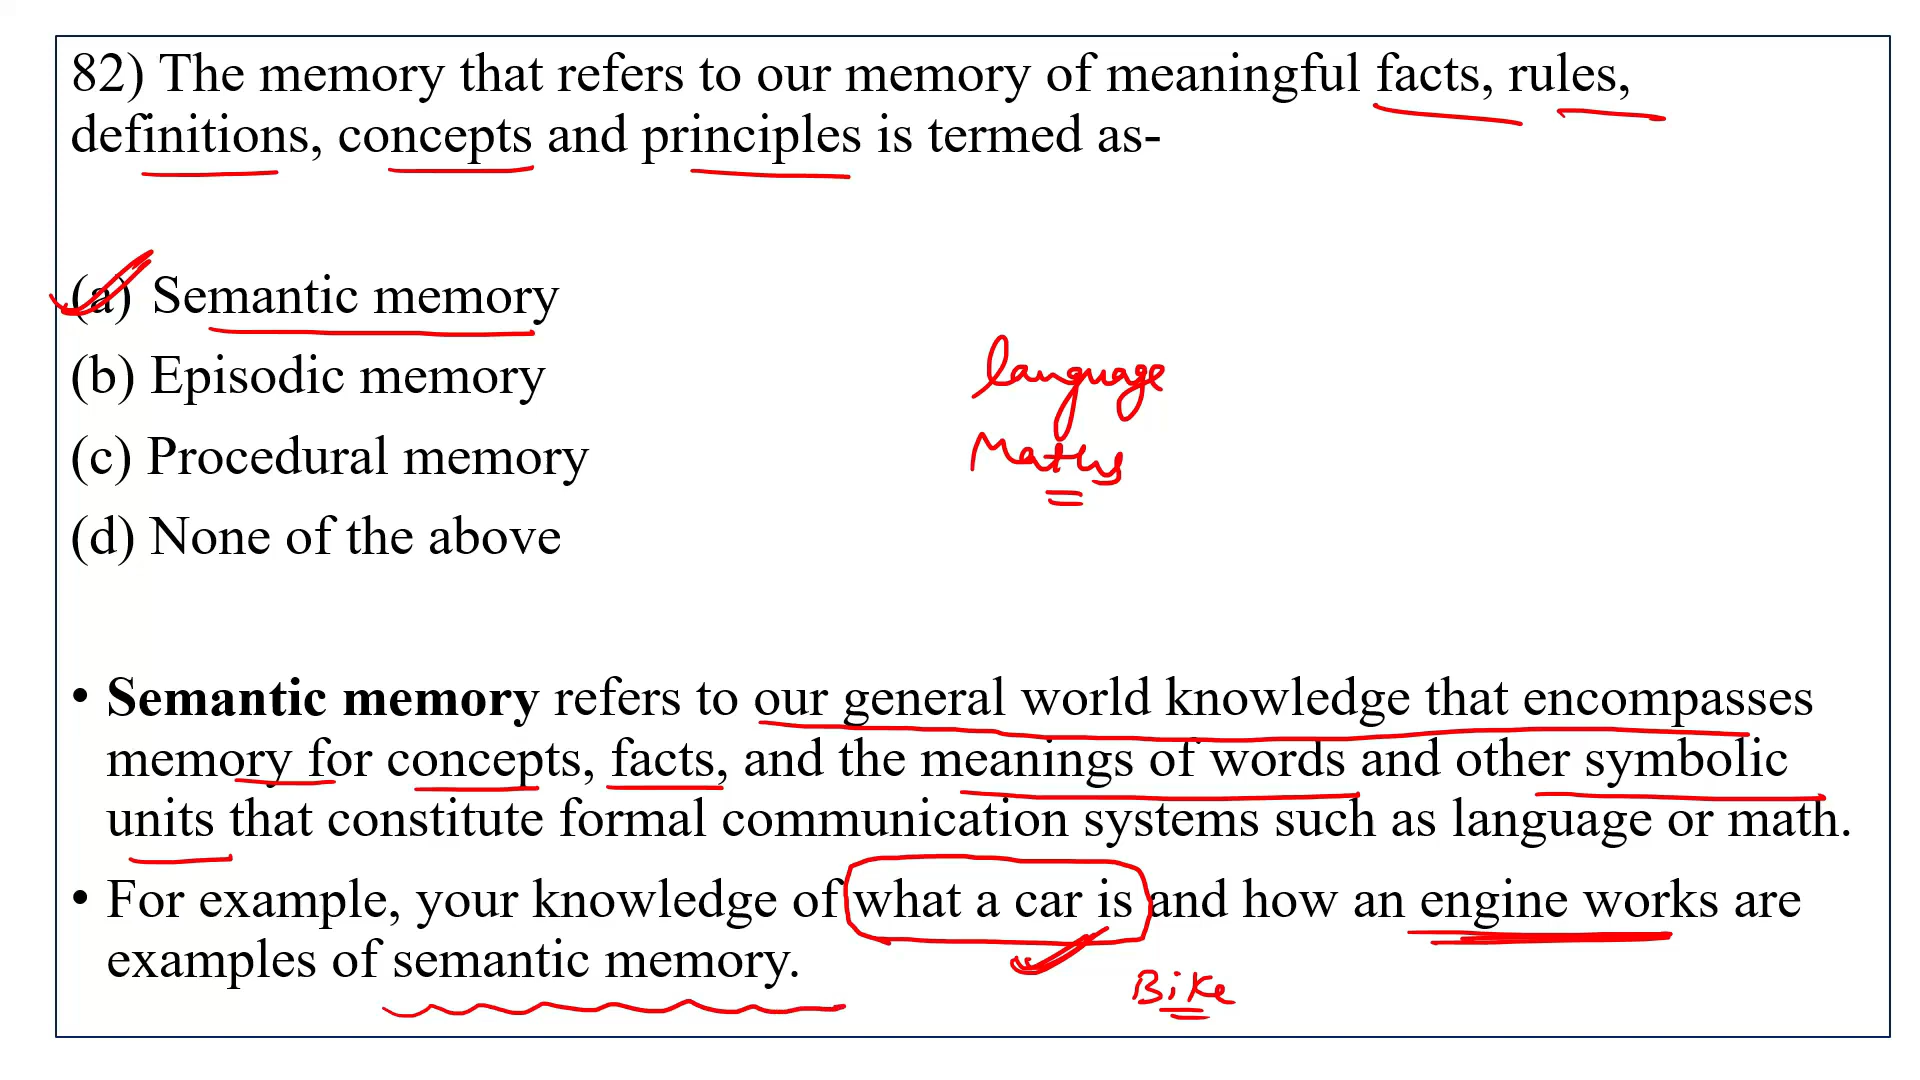 82) The memory that refers to our memory of meaningful facts, rules,
definitions, concepts and principles is termed as-
(a) Semantic memory
(b) Episodic memory
(c) Procedural memory
(d) None of the above
language
Maths
• Semantic memory refers to our general world knowledge that encompasses
memory for concepts, facts, and the meanings of words and other symbolic
units that constitute formal communication systems such as language or math.
• For example, your knowledge of what a car is and how an engine works are
examples of semantic memory.
Bike